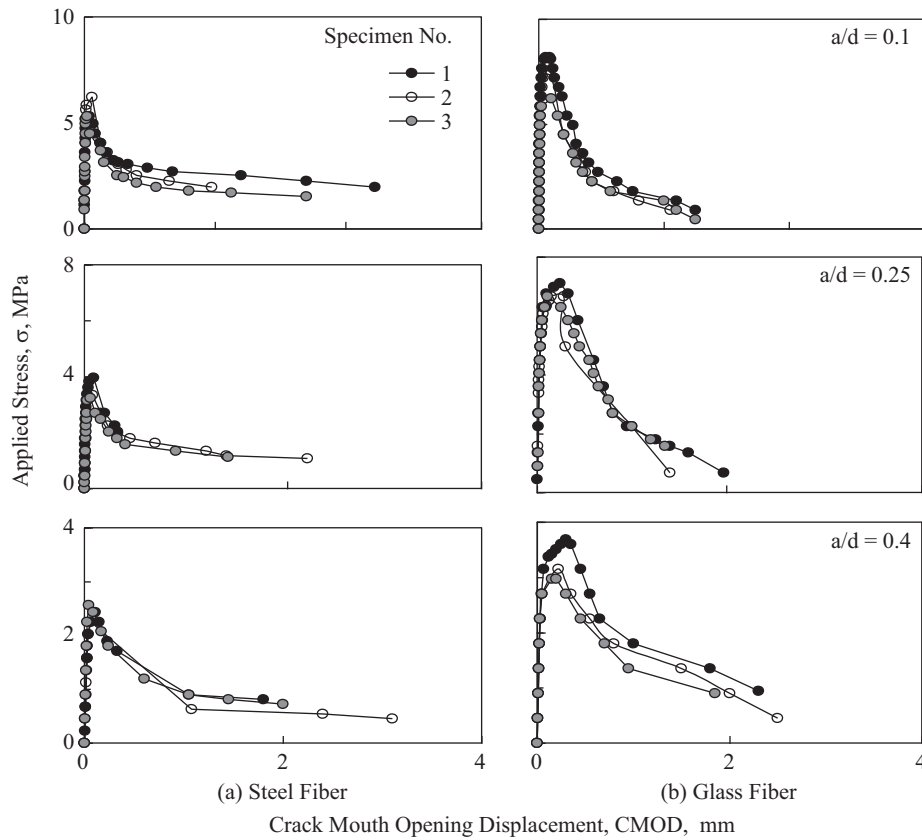 10
5
0
Specimen No.
1
2
3
a/d = 0.1
8
4
0
a/d = 0.25
Applied Stress, σ, MPa
4
2
0
a/d = 0.4
0 2 4
0 2 4
(a) Steel Fiber
(b) Glass Fiber
Crack Mouth Opening Displacement, CMOD, mm